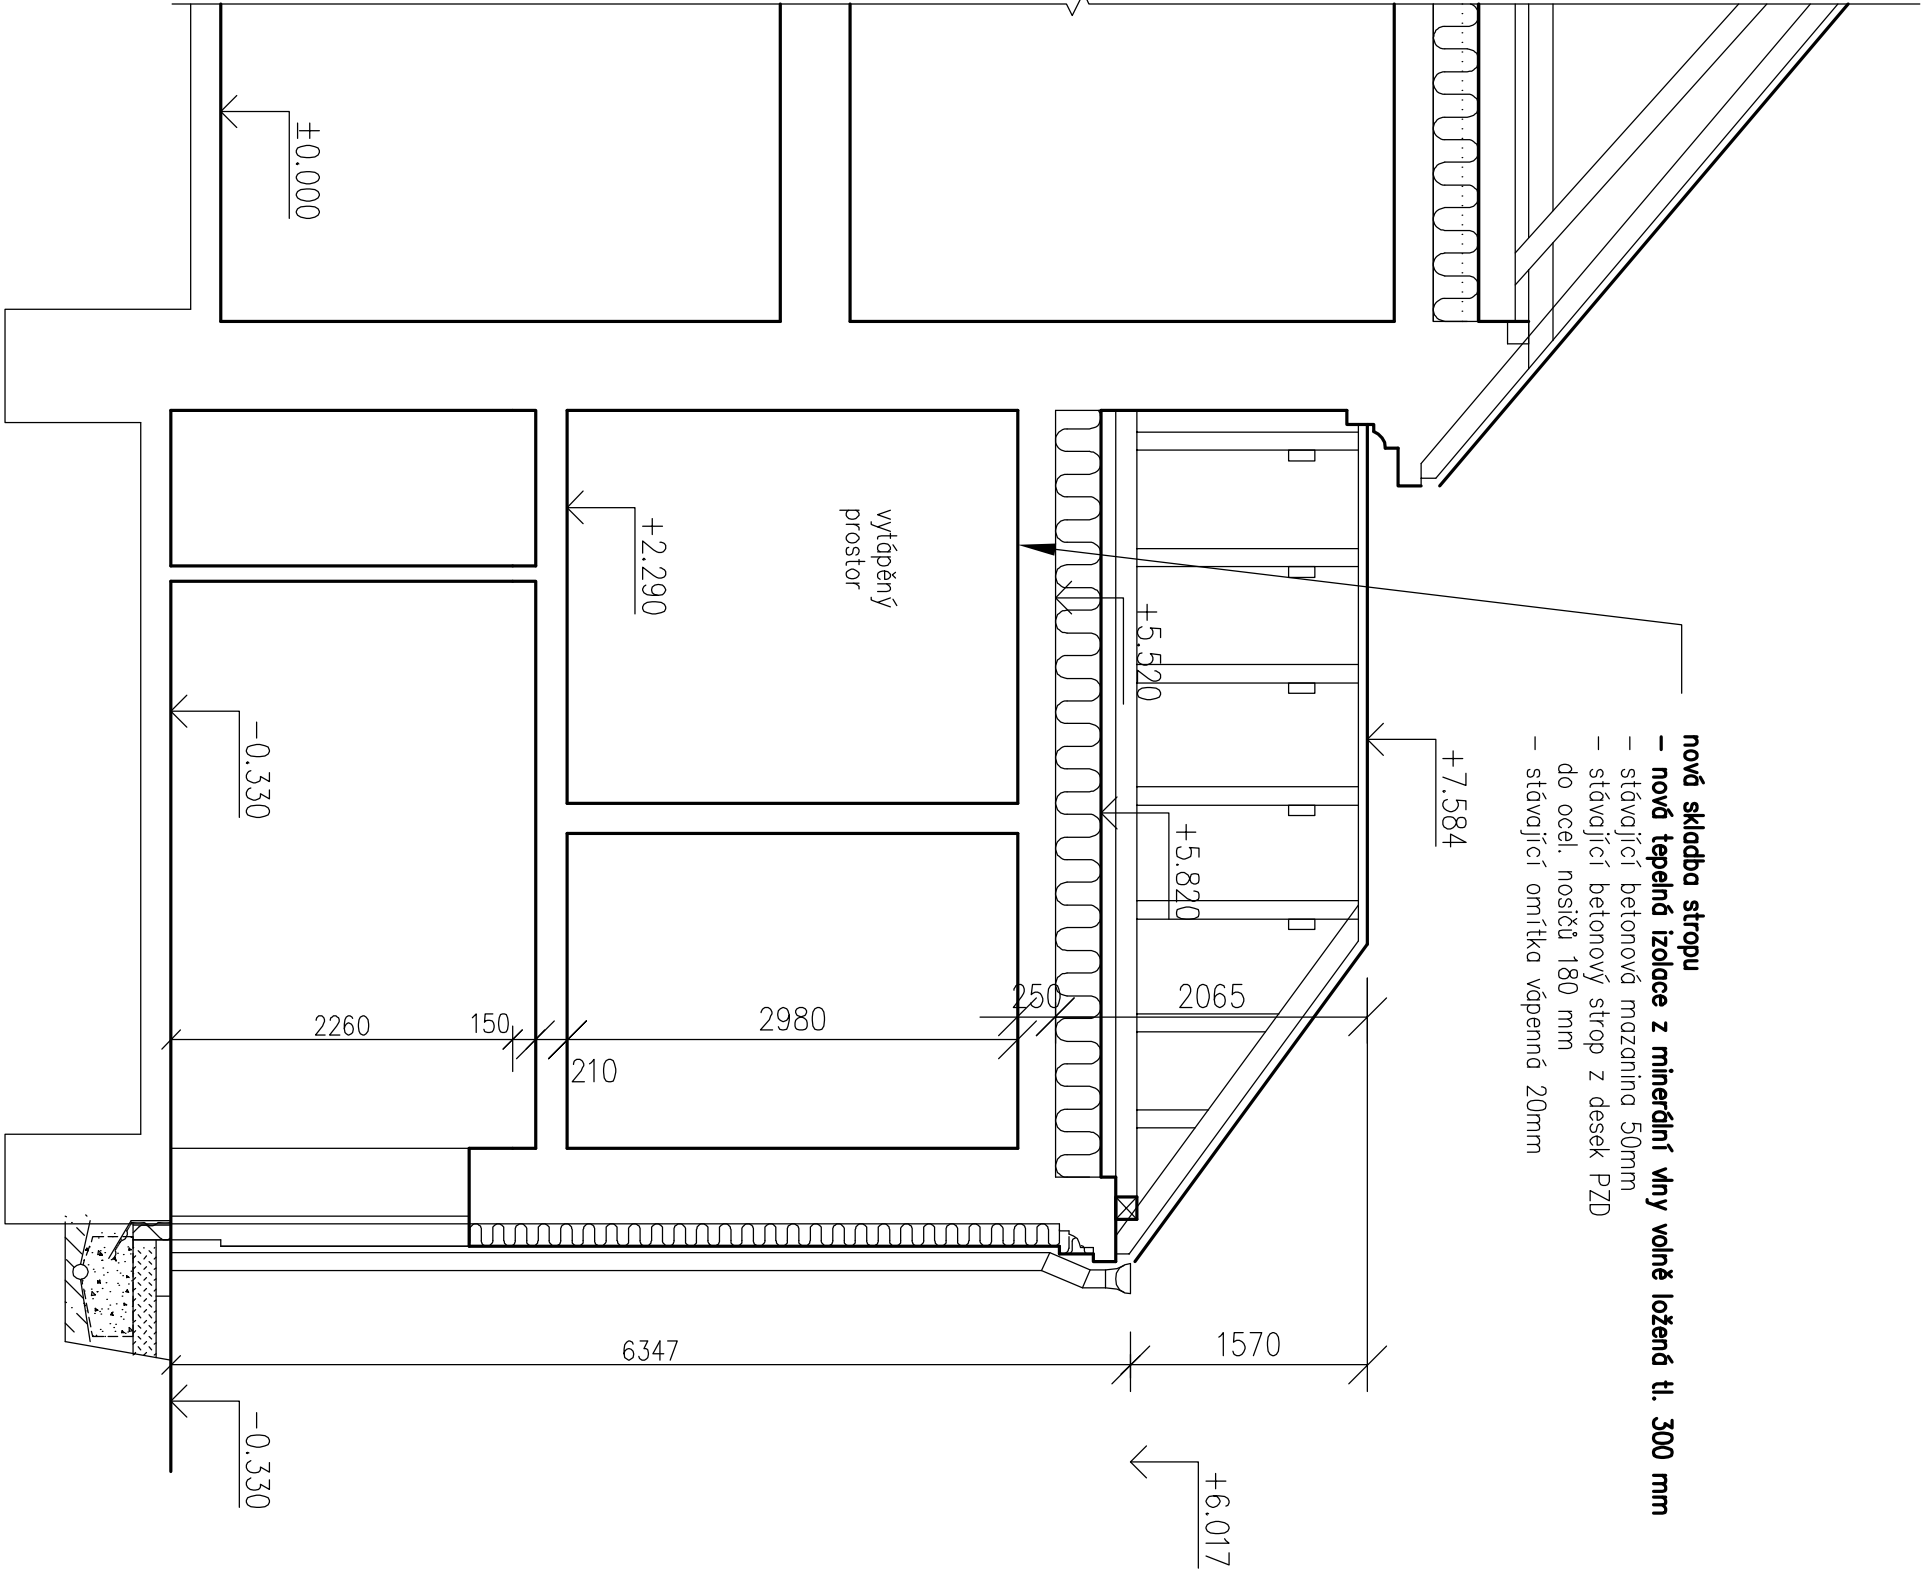 nová skladba stropu
– nová tepelná izolace z minerální vlny volně ložená tl. 300 mm
– stávající betonová mazanina 50mm
– stávající betonový strop z desek PZD
do ocel. nosičů 180 mm
– stávající omítka vápenná 20mm
+7.584
+5.820
+5.520
+6.017
vytápěný
prostor
+2.290
±0.000
-0.330
-0.330
2065
250
2980
210
150
2260
1570
6347